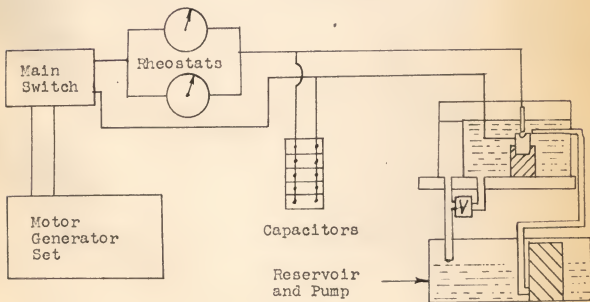 Main
Switch
Rheostats
Motor
Generator
Set
Capacitors
V
Reservoir
and Pump